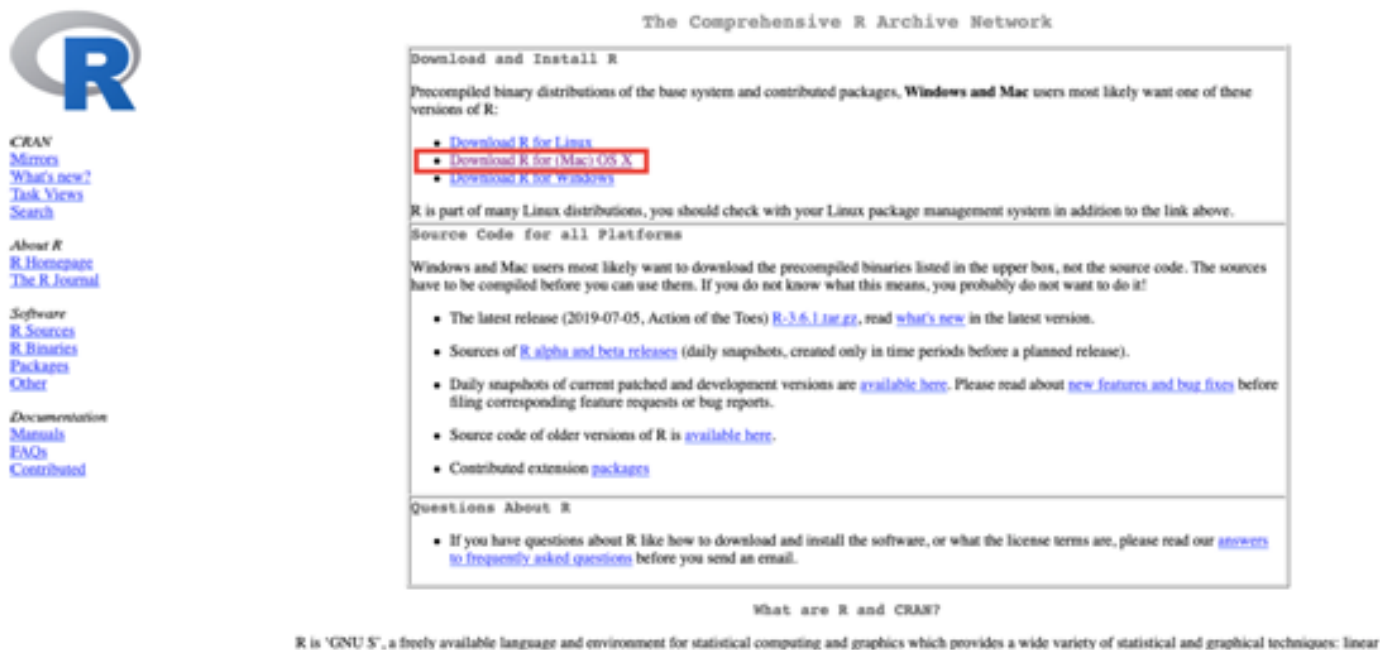 R
The Comprehensive R Archive Network
CRAN
Mirrors
What's new?
Task Views
Search
About R
R Homepage
The R Journal
Software
R Sources
R Binaries
Packages
Other
Documentation
Manuals
FAQs
Contributed
Download and Install R
Precompiled binary distributions of the base system and contributed packages, Windows and Mac users most likely want one of these
versions of R:
• Download R for Linux
• Download R for (Mac) OS X
• Download R for Windows
R is part of many Linux distributions, you should check with your Linux package management system in addition to the link above.
Source Code for all Platforms
Windows and Mac users most likely want to download the precompiled binaries listed in the upper box, not the source code. The sources
have to be compiled before you can use them. If you do not know what this means, you probably do not want to do it!
• The latest release (2019-07-05, Action of the Toes) R-3.6.1.tar.gz, read what's new in the latest version.
• Sources of R alpha and beta releases (daily snapshots, created only in time periods before a planned release).
• Daily snapshots of current patched and development versions are available here. Please read about new features and bug fixes before
filing corresponding feature requests or bug reports.
• Source code of older versions of R is available here.
• Contributed extension packages
Questions About R
• If you have questions about R like how to download and install the software, or what the license terms are, please read our answers
to frequently asked questions before you send an email.
What are R and CRAN?
R is 'GNU S', a freely available language and environment for statistical computing and graphics which provides a wide variety of statistical and graphical techniques: linear